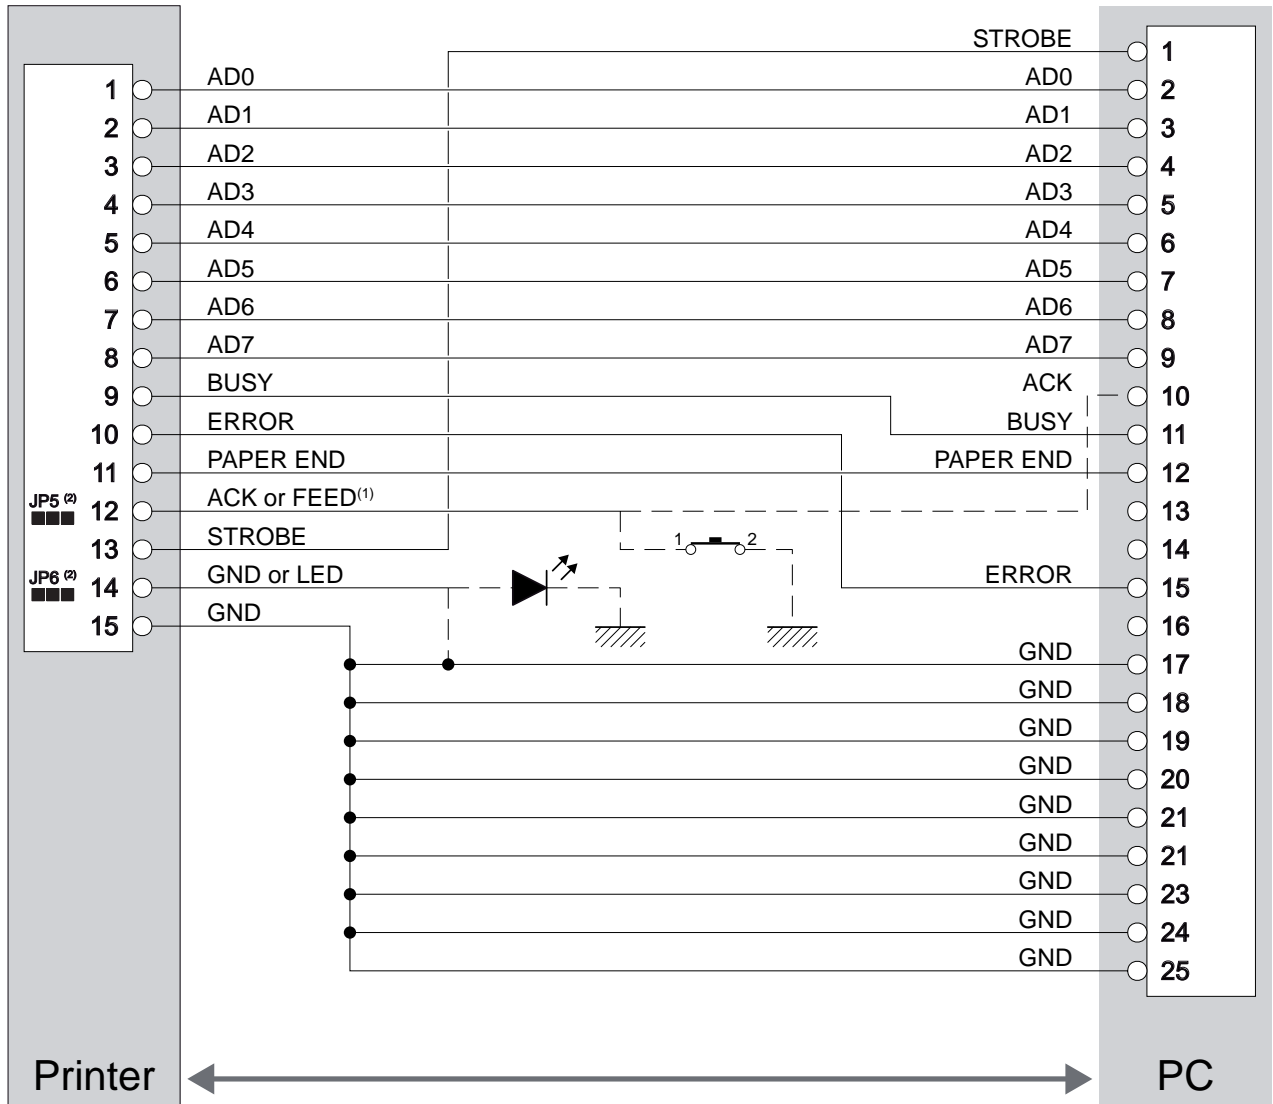 STROBE 1
1 AD0 AD0 2
2 AD1 AD1 3
3 AD2 AD2 4
4 AD3 AD3 5
5 AD4 AD4 6
6 AD5 AD5 7
7 AD6 AD6 8
8 AD7 AD7 9
9 BUSY ACK 10
10 ERROR BUSY 11
11 PAPER END PAPER END 12
JP5 (2) 12 ACK or FEED(1) 13
13 STROBE 1 2 14
JP6 (2) 14 GND or LED ERROR 15
15 GND 16
GND 17
GND 18
GND 19
GND 20
GND 21
GND 21
GND 23
GND 24
GND 25
Printer PC